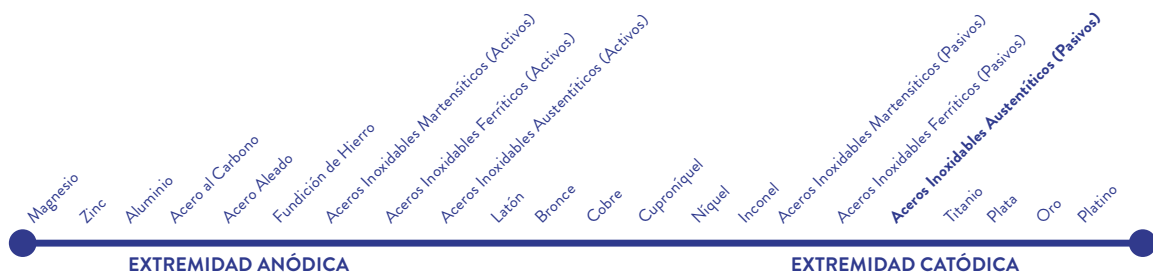 Magnesio
Zinc
Aluminio
Acero al Carbono
Acero Aleado
Fundición de Hierro
Aceros Inoxidables Martensíticos (Activos)
Aceros Inoxidables Ferríticos (Activos)
Aceros Inoxidables Austentíticos (Activos)
Latón
Bronce
Cobre
Cuproníquel
Níquel
Inconel
Aceros Inoxidables Martensíticos (Pasivos)
Aceros Inoxidables Ferríticos (Pasivos)
Aceros Inoxidables Austentíticos (Pasivos)
Titanio
Plata
Oro
Platino
EXTREMIDAD ANÓDICA
EXTREMIDAD CATÓDICA